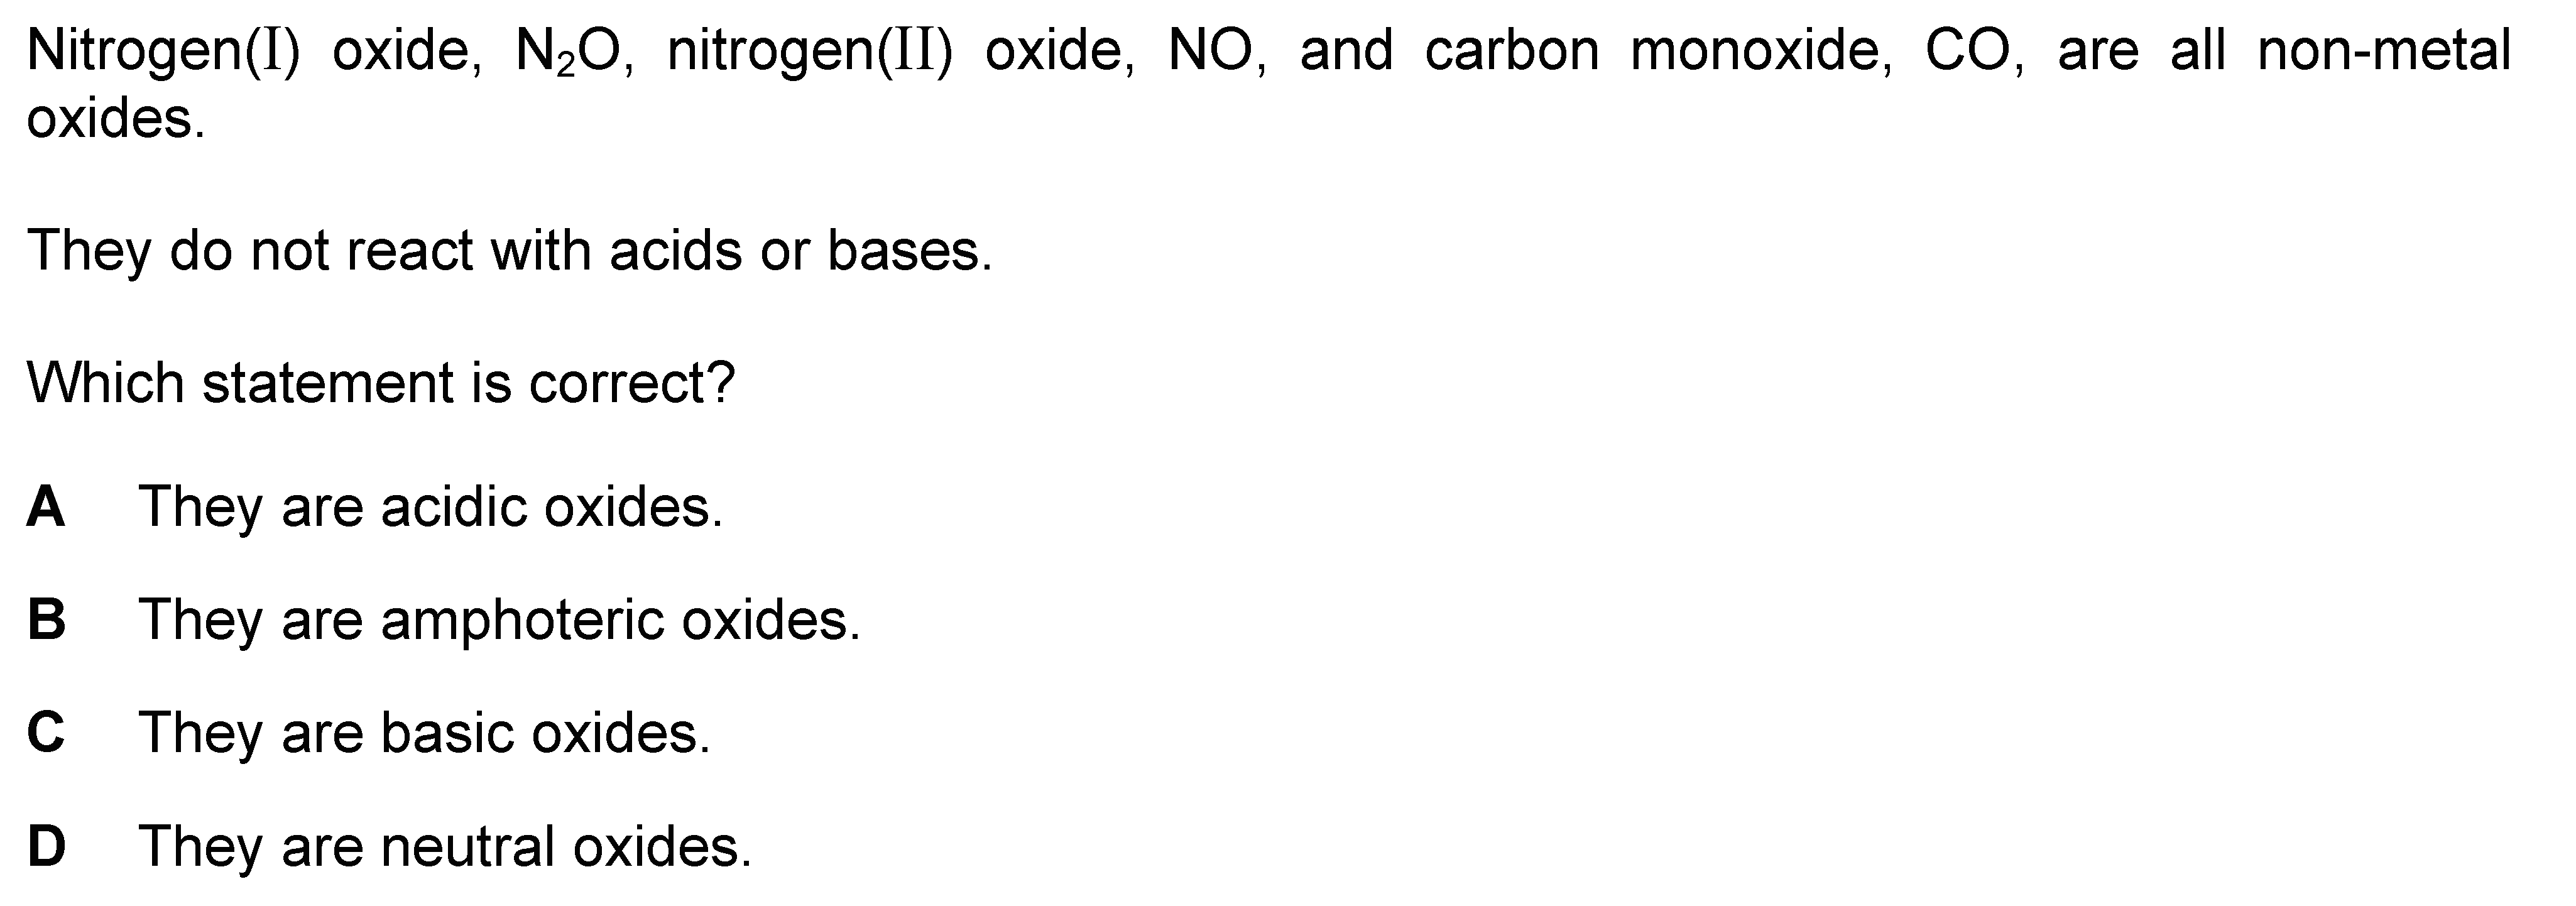 Nitrogen(I) oxide, N₂O, nitrogen(II) oxide, NO, and carbon monoxide, CO, are all non-metal
oxides.
They do not react with acids or bases.
Which statement is correct?
A They are acidic oxides.
B They are amphoteric oxides.
C They are basic oxides.
D They are neutral oxides.